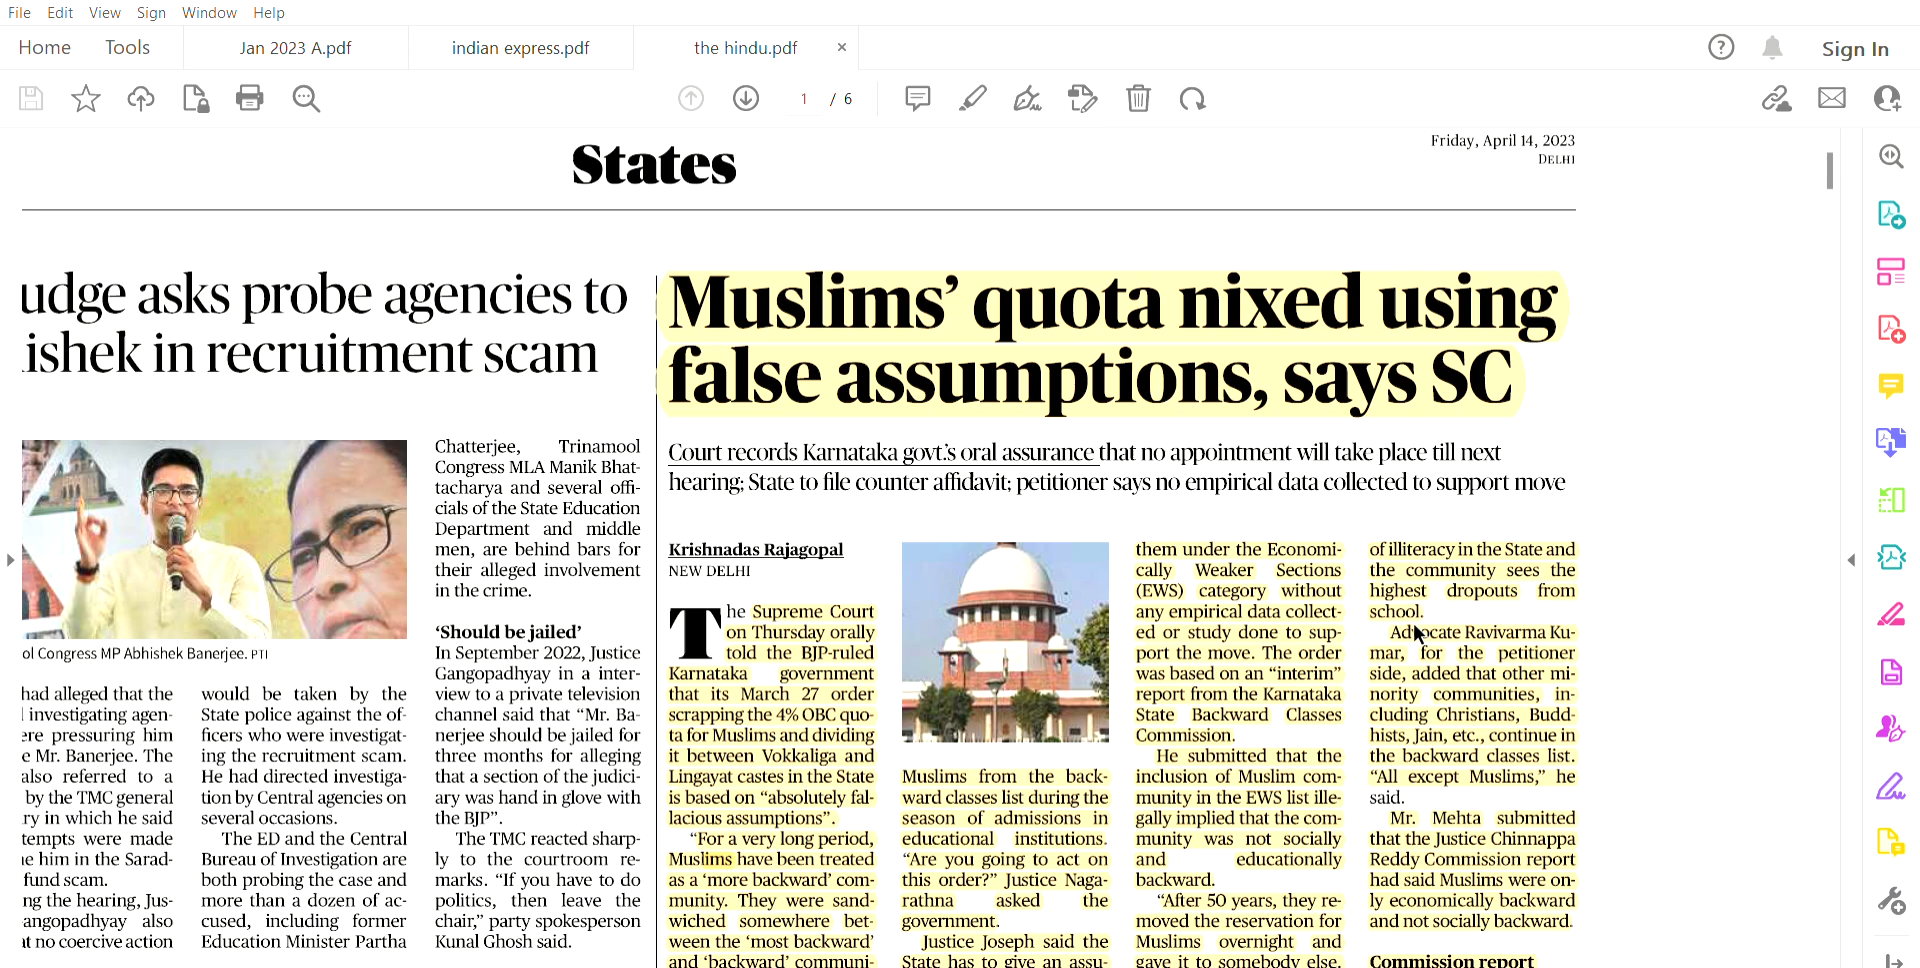 File Edit View Sign Window Help
Home Tools Jan 2023 A.pdf indian express.pdf the hindu.pdf × ? Sign In
1 / 6
Friday, April 14, 2023
DELHI
States
udge asks probe agencies to
ishek in recruitment scam
ol Congress MP Abhishek Banerjee. PTI
had alleged that the
investigating agen-
ere pressuring him
e Mr. Banerjee. The
also referred to a
by the TMC general
ry in which he said
tempts were made
e him in the Sarad-
fund scam.
ng the hearing, Jus-
angopadhyay also
t no coercive action
would be taken by the
State police against the of-
ficers who were investigat-
ing the recruitment scam.
He had directed investiga-
tion by Central agencies on
several occasions.
The ED and the Central
Bureau of Investigation are
both probing the case and
more than a dozen of ac-
cused, including former
Education Minister Partha
Chatterjee, Trinamool
Congress MLA Manik Bhat-
tacharya and several offi-
cials of the State Education
Department and middle
men, are behind bars for
their alleged involvement
in the crime.
‘Should be jailed’
In September 2022, Justice
Gangopadhyay in a inter-
view to a private television
channel said that “Mr. Ba-
nerjee should be jailed for
three months for alleging
that a section of the judici-
ary was hand in glove with
the BJP”.
The TMC reacted sharp-
ly to the courtroom re-
marks. “If you have to do
politics, then leave the
chair,” party spokesperson
Kunal Ghosh said.
Muslims’ quota nixed using
false assumptions, says SC
Court records Karnataka govt.’s oral assurance that no appointment will take place till next
hearing; State to file counter affidavit; petitioner says no empirical data collected to support move
Krishnadas Rajagopal
NEW DELHI
The Supreme Court
on Thursday orally
told the BJP-ruled
Karnataka government
that its March 27 order
scrapping the 4% OBC quo-
ta for Muslims and dividing
it between Vokkaliga and
Lingayat castes in the State
is based on “absolutely fal-
lacious assumptions”.
“For a very long period,
Muslims have been treated
as a ‘more backward’ com-
munity. They were sand-
wiched somewhere bet-
ween the ‘most backward’
and ‘backward’ communi-
Muslims from the back-
ward classes list during the
season of admissions in
educational institutions.
“Are you going to act on
this order?” Justice Naga-
rathna asked the
government.
Justice Joseph said the
State has to give an assu-
them under the Economi-
cally Weaker Sections
(EWS) category without
any empirical data collect-
ed or study done to sup-
port the move. The order
was based on an “interim”
report from the Karnataka
State Backward Classes
Commission.
He submitted that the
inclusion of Muslim com-
munity in the EWS list ille-
gally implied that the com-
munity was not socially
and educationally
backward.
“After 50 years, they re-
moved the reservation for
Muslims overnight and
gave it to somebody else.
of illiteracy in the State and
the community sees the
highest dropouts from
school.
Advocate Ravivarma Ku-
mar, for the petitioner
side, added that other mi-
nority communities, in-
cluding Christians, Budd-
hists, Jain, etc., continue in
the backward classes list.
“All except Muslims,” he
said.
Mr. Mehta submitted
that the Justice Chinnappa
Reddy Commission report
had said Muslims were on-
ly economically backward
and not socially backward.
Commission report